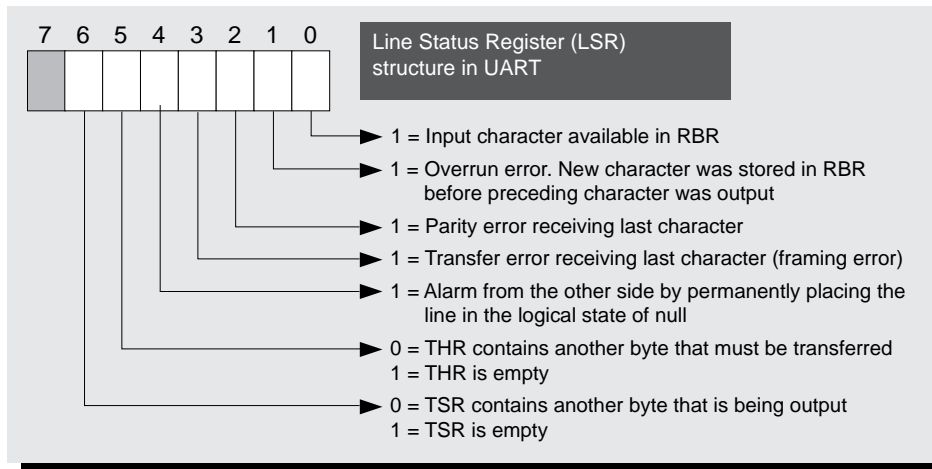 7 6 5 4 3 2 1 0
Line Status Register (LSR)
structure in UART
1 = Input character available in RBR
1 = Overrun error. New character was stored in RBR
before preceding character was output
1 = Parity error receiving last character
1 = Transfer error receiving last character (framing error)
1 = Alarm from the other side by permanently placing the
line in the logical state of null
0 = THR contains another byte that must be transferred
1 = THR is empty
0 = TSR contains another byte that is being output
1 = TSR is empty